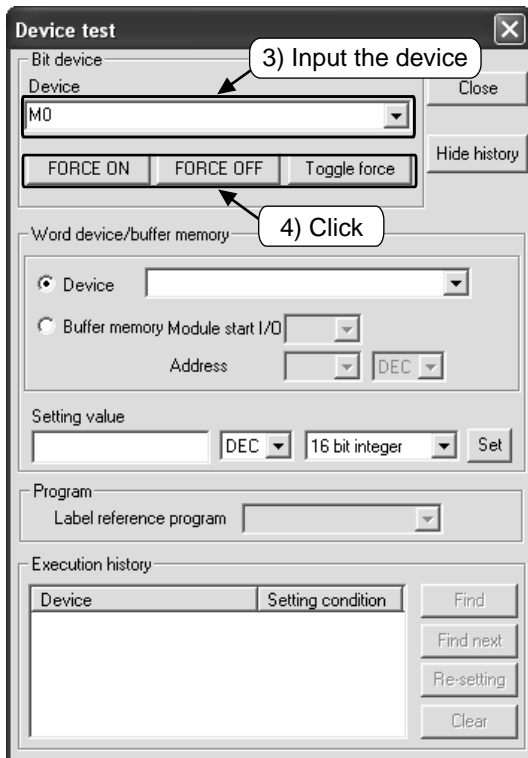 Device test
Bit device
3) Input the device
Device
Close
M0
Hide history
FORCE ON FORCE OFF Toggle force
4) Click
Word device/buffer memory
Device
Buffer memory Module start I/O
Address DEC
Setting value
DEC 16 bit integer Set
Program
Label reference program
Execution history
Device Setting condition Find
Find next
Re-setting
Clear